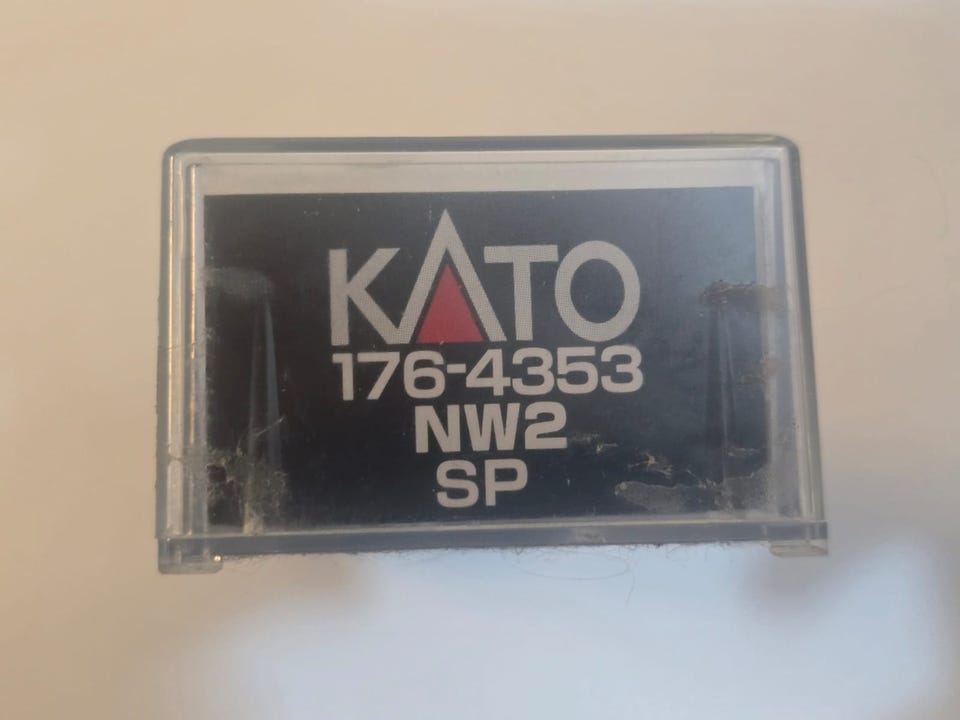 KATO
176-4353
NW2
SP